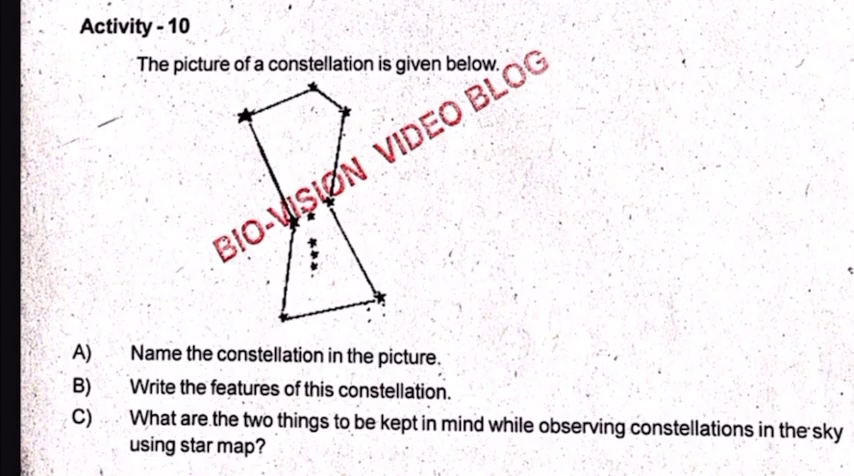 Activity - 10
The picture of a constellation is given below.
BIO-VISION VIDEO BLOG
A) Name the constellation in the picture.
B) Write the features of this constellation.
C) What are the two things to be kept in mind while observing constellations in the sky
using star map?